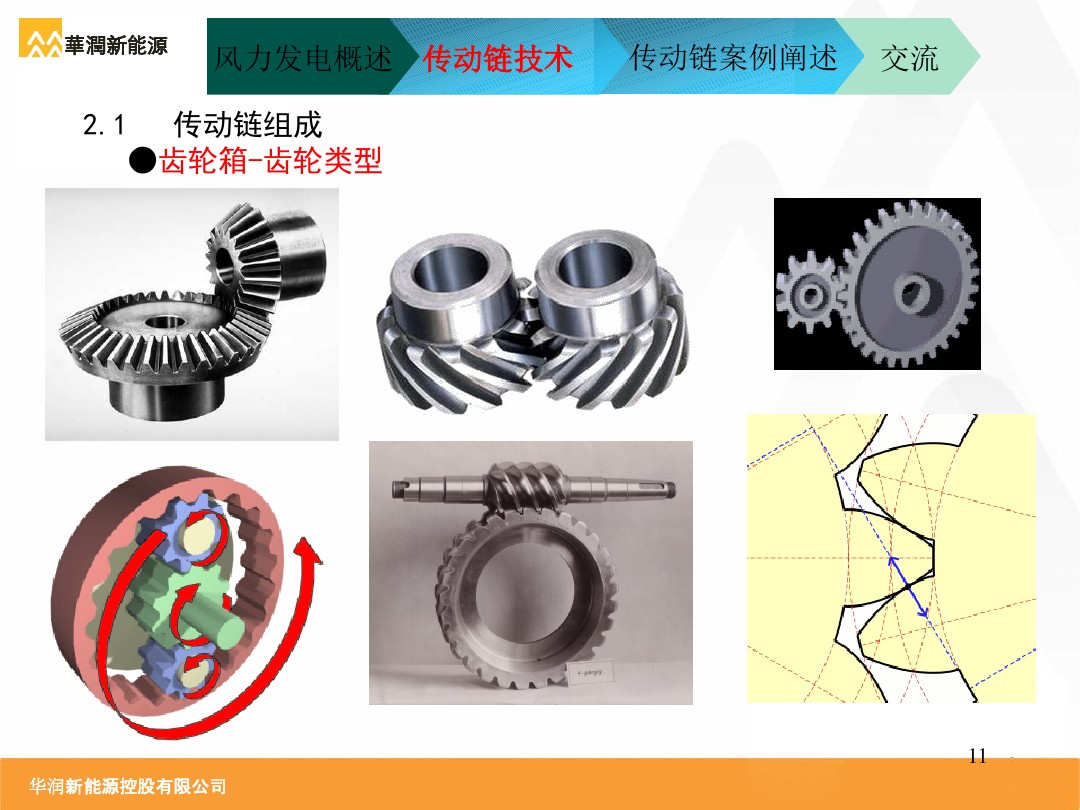 華潤新能源
风力发电概述
传动链技术
传动链案例阐述
交流
2.1 传动链组成
●齿轮箱-齿轮类型
11
华润新能源控股有限公司